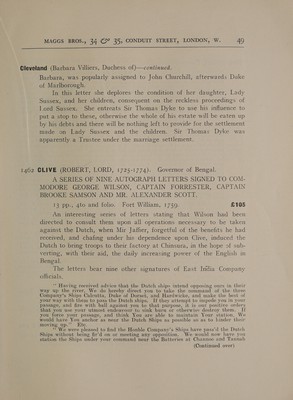 MAGGS BROS., 34 & 35, CONDUIT STREET, LONDON, W. 49
Cleveland (Barbara Villiers, Duchess of)—continued.
Barbara, was popularly assigned to John Churchill, afterwards Duke
of Marlborough.
In this letter she deplores the condition of her daughter, Lady
Sussex, and her children, consequent on the reckless proceedings of
Lord Sussex. She entreats Sir Thomas Dyke to use his influence to
put a stop to these, otherwise the whole of his estate will be eaten up
by his debts and there will be nothing left to provide for the settlement
made on Lady Sussex and the children. Sir Thomas Dyke was
apparently a Trustee under the marriage settlement.
1462 CLIVE (ROBERT, LORD, 1725-1774). Governor of Bengal.
A SERIES OF NINE AUTOGRAPH LETTERS SIGNED TO COM-
MODORE GEORGE WILSON, CAPTAIN FORRESTER, CAPTAIN
BROOKE SAMSON AND MR. ALEXANDER SCOTT.
13 pp., 4to and folio. Fort William, 1759. £105
An interesting series of letters stating that Wilson had been
directed to consult them upon all operations necessary to be taken
against the Dutch, when Mir Jaffier, forgetful of the benefits he had
received, and chafing under his dependence upon Clive, induced the
Dutch to bring troops to their factory at Chinsura, in the hope of sub-
verting, with their aid, the daily increasing power of the English in
Bengal.
The letters bear nine other signatures of East India Company
officials.
" Having received advice that the Dutch ships intend opposing ours in their
way up the river. We do hereby direct you to take the command of the three
Company's Ships Calcutta, Duke of Dorset, and Hardwicke, and make the best of
your way with them to pass the Dutch ships. If they attempt to impede you in your
passage, and fire with ball against you in that purpose, it is our positive orders
that you use your utmost endeavour to sink burn or otherwise destroy them. If
you force your passage, and think You are able to maintain Your station. We
would have You anchor as near the Dutch Ships as possible so as to hinder their
moving up." Etc.
" We were pleased to find the Honble Company's Ships have pass'd the Dutch
Ships without being fir'd on or meeting any opposition. We would now have you
station the Ships under your command near the Batteries at Charnoc and Tannah
(Continued over)